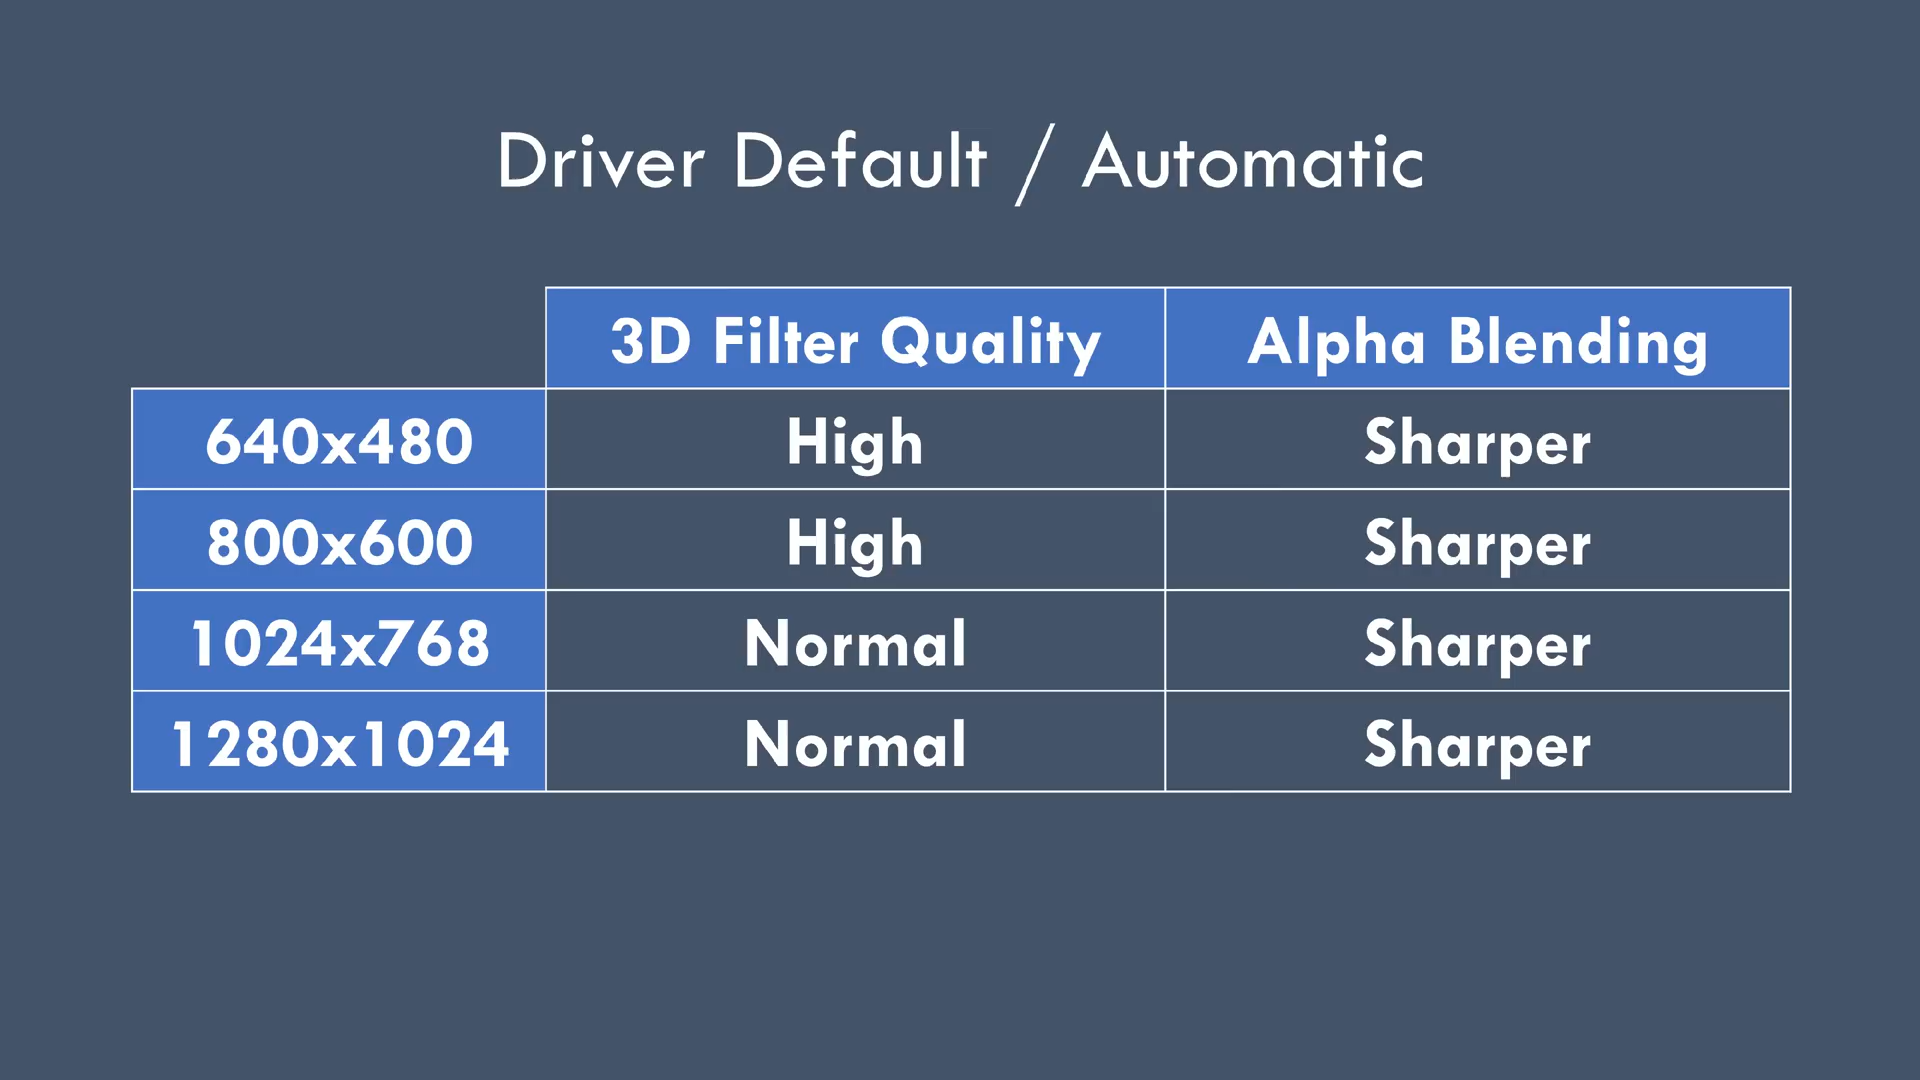 Driver Default / Automatic
3D Filter Quality Alpha Blending
640x480 High Sharper
800x600 High Sharper
1024x768 Normal Sharper
1280x1024 Normal Sharper